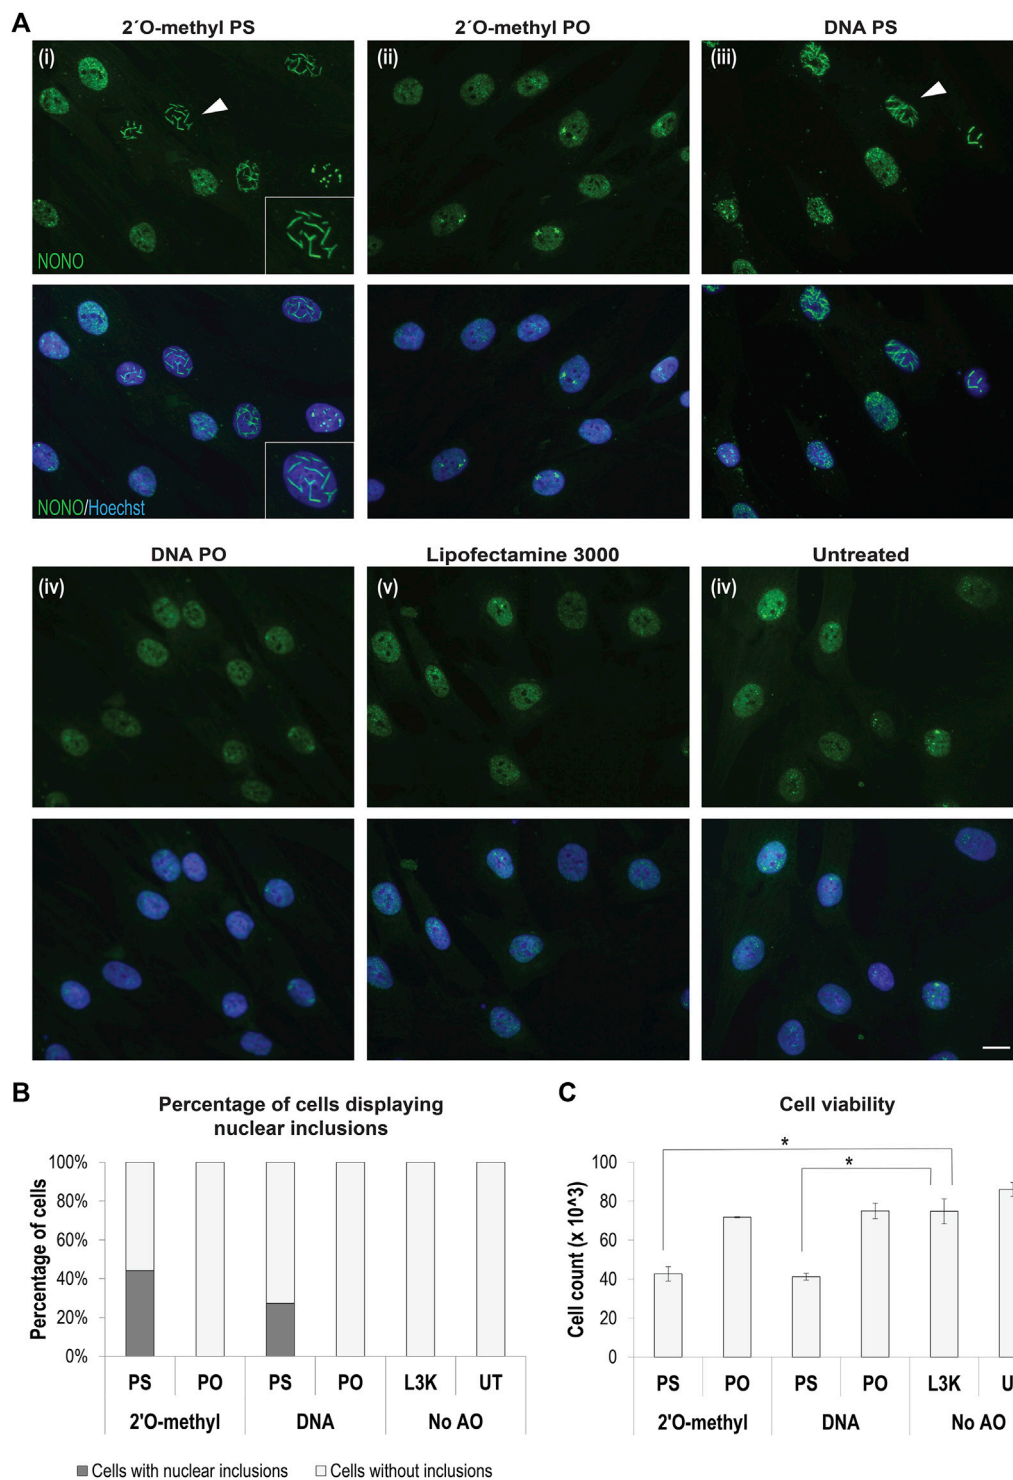 A
2´O-methyl PS
2´O-methyl PO
DNA PS
(i)
(ii)
(iii)
NONO
NONO/Hoechst
DNA PO
Lipofectamine 3000
Untreated
(iv)
(v)
(iv)
B
Percentage of cells displaying
nuclear inclusions
Percentage of cells
100%
80%
60%
40%
20%
0%
PS PO PS PO L3K UT
2'O-methyl DNA No AO
Cells with nuclear inclusions Cells without inclusions
C
Cell viability
* *
Cell count (x 10^3)
100
80
60
40
20
0
PS PO PS PO L3K
2'O-methyl DNA No AO